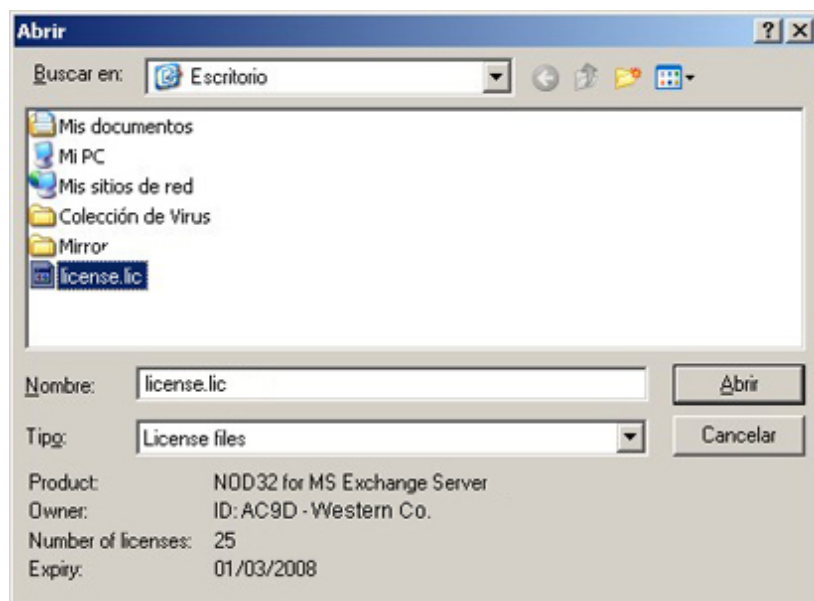 Abrir
Buscar en: Escritorio
Mis documentos
Mi PC
Mis sitios de red
Colección de Virus
Mirror
license.lic
Nombre: license.lic Abrir
Tipo: License files Cancelar
Product: NOD32 for MS Exchange Server
Owner: ID: AC9D - Western Co.
Number of licenses: 25
Expiry: 01/03/2008